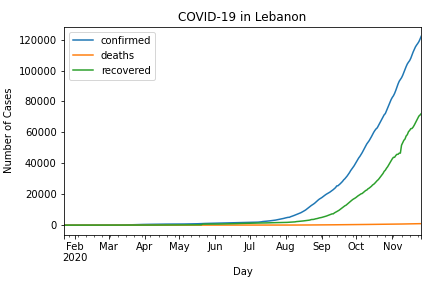 COVID-19 in Lebanon
confirmed
deaths
recovered
Number of Cases
120000
100000
80000
60000
40000
20000
0
Feb Mar Apr May Jun Jul Aug Sep Oct Nov
2020
Day